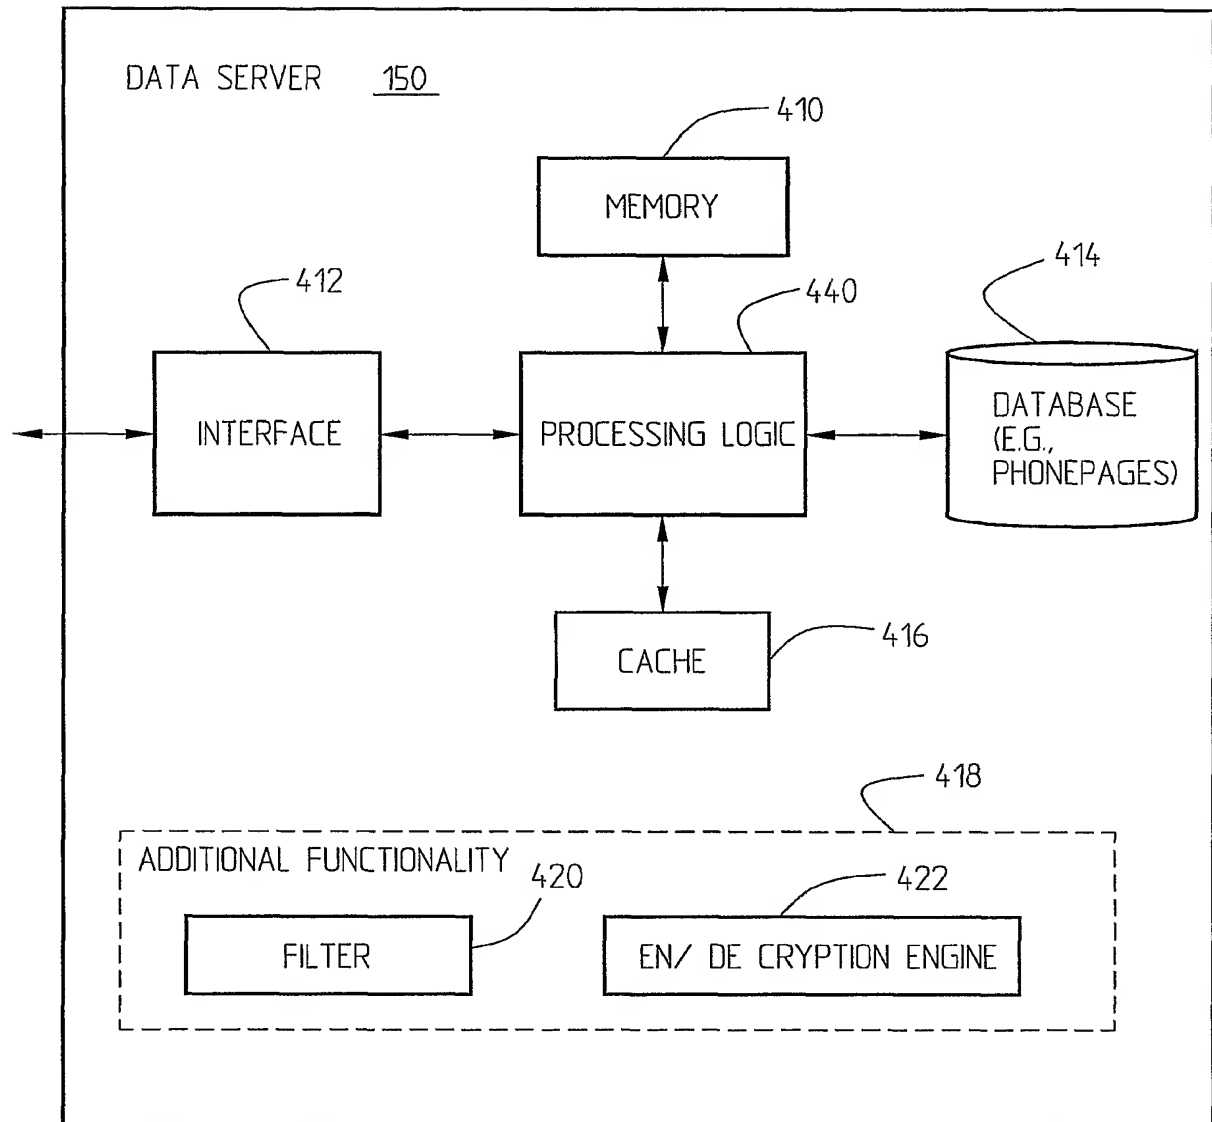 DATA SERVER 150
410
MEMORY
412
440
414
INTERFACE
PROCESSING LOGIC
DATABASE
(E.G.,
PHONEPAGES)
416
CACHE
418
ADDITIONAL FUNCTIONALITY
420
422
FILTER
EN/ DE CRYPTION ENGINE